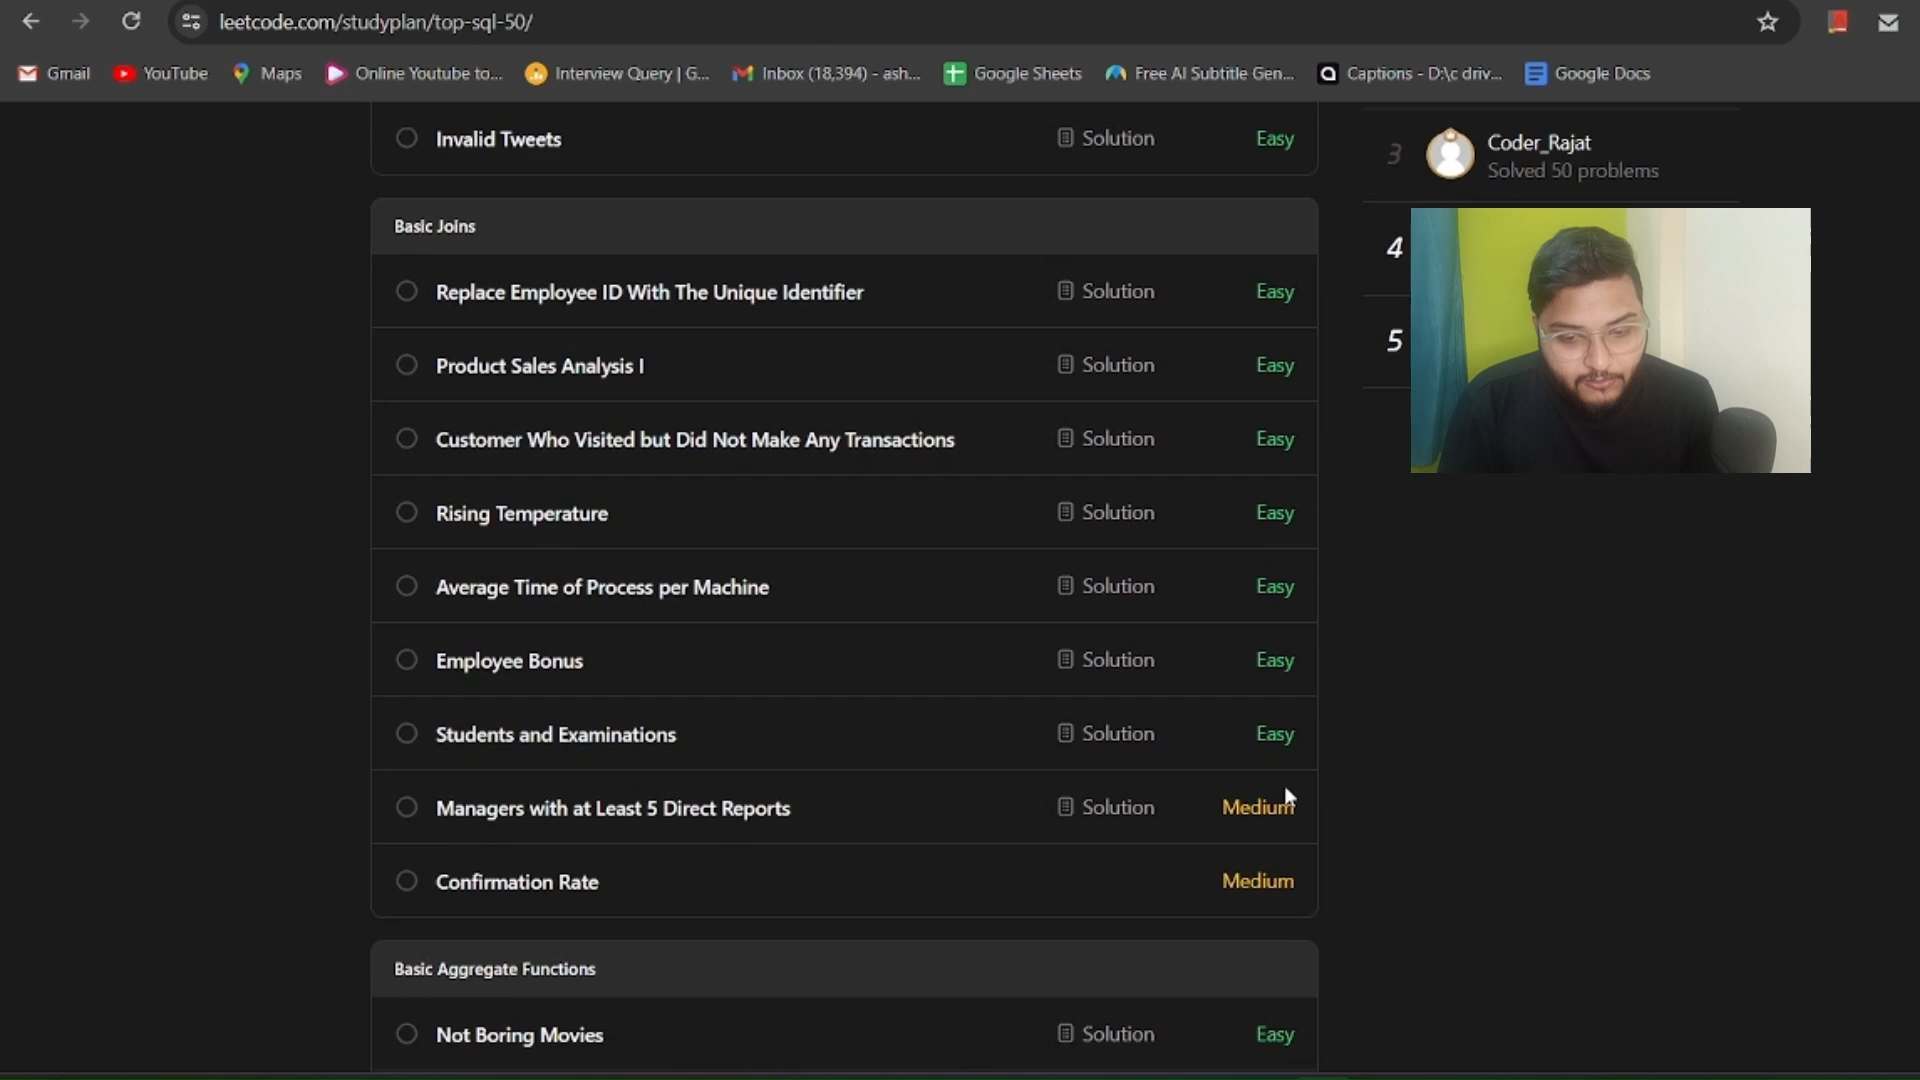 leetcode.com/studyplan/top-sql-50/
Gmail YouTube Maps Online Youtube to... Interview Query | G... Inbox (18,394) - ash... Google Sheets Free AI Subtitle Gen... Captions - D:\c driv... Google Docs
Invalid Tweets Solution Easy
3 Coder_Rajat
Solved 50 problems
Basic Joins
4
Replace Employee ID With The Unique Identifier Solution Easy
5
Product Sales Analysis I Solution Easy
Customer Who Visited but Did Not Make Any Transactions Solution Easy
Rising Temperature Solution Easy
Average Time of Process per Machine Solution Easy
Employee Bonus Solution Easy
Students and Examinations Solution Easy
Managers with at Least 5 Direct Reports Solution Medium
Confirmation Rate Medium
Basic Aggregate Functions
Not Boring Movies Solution Easy